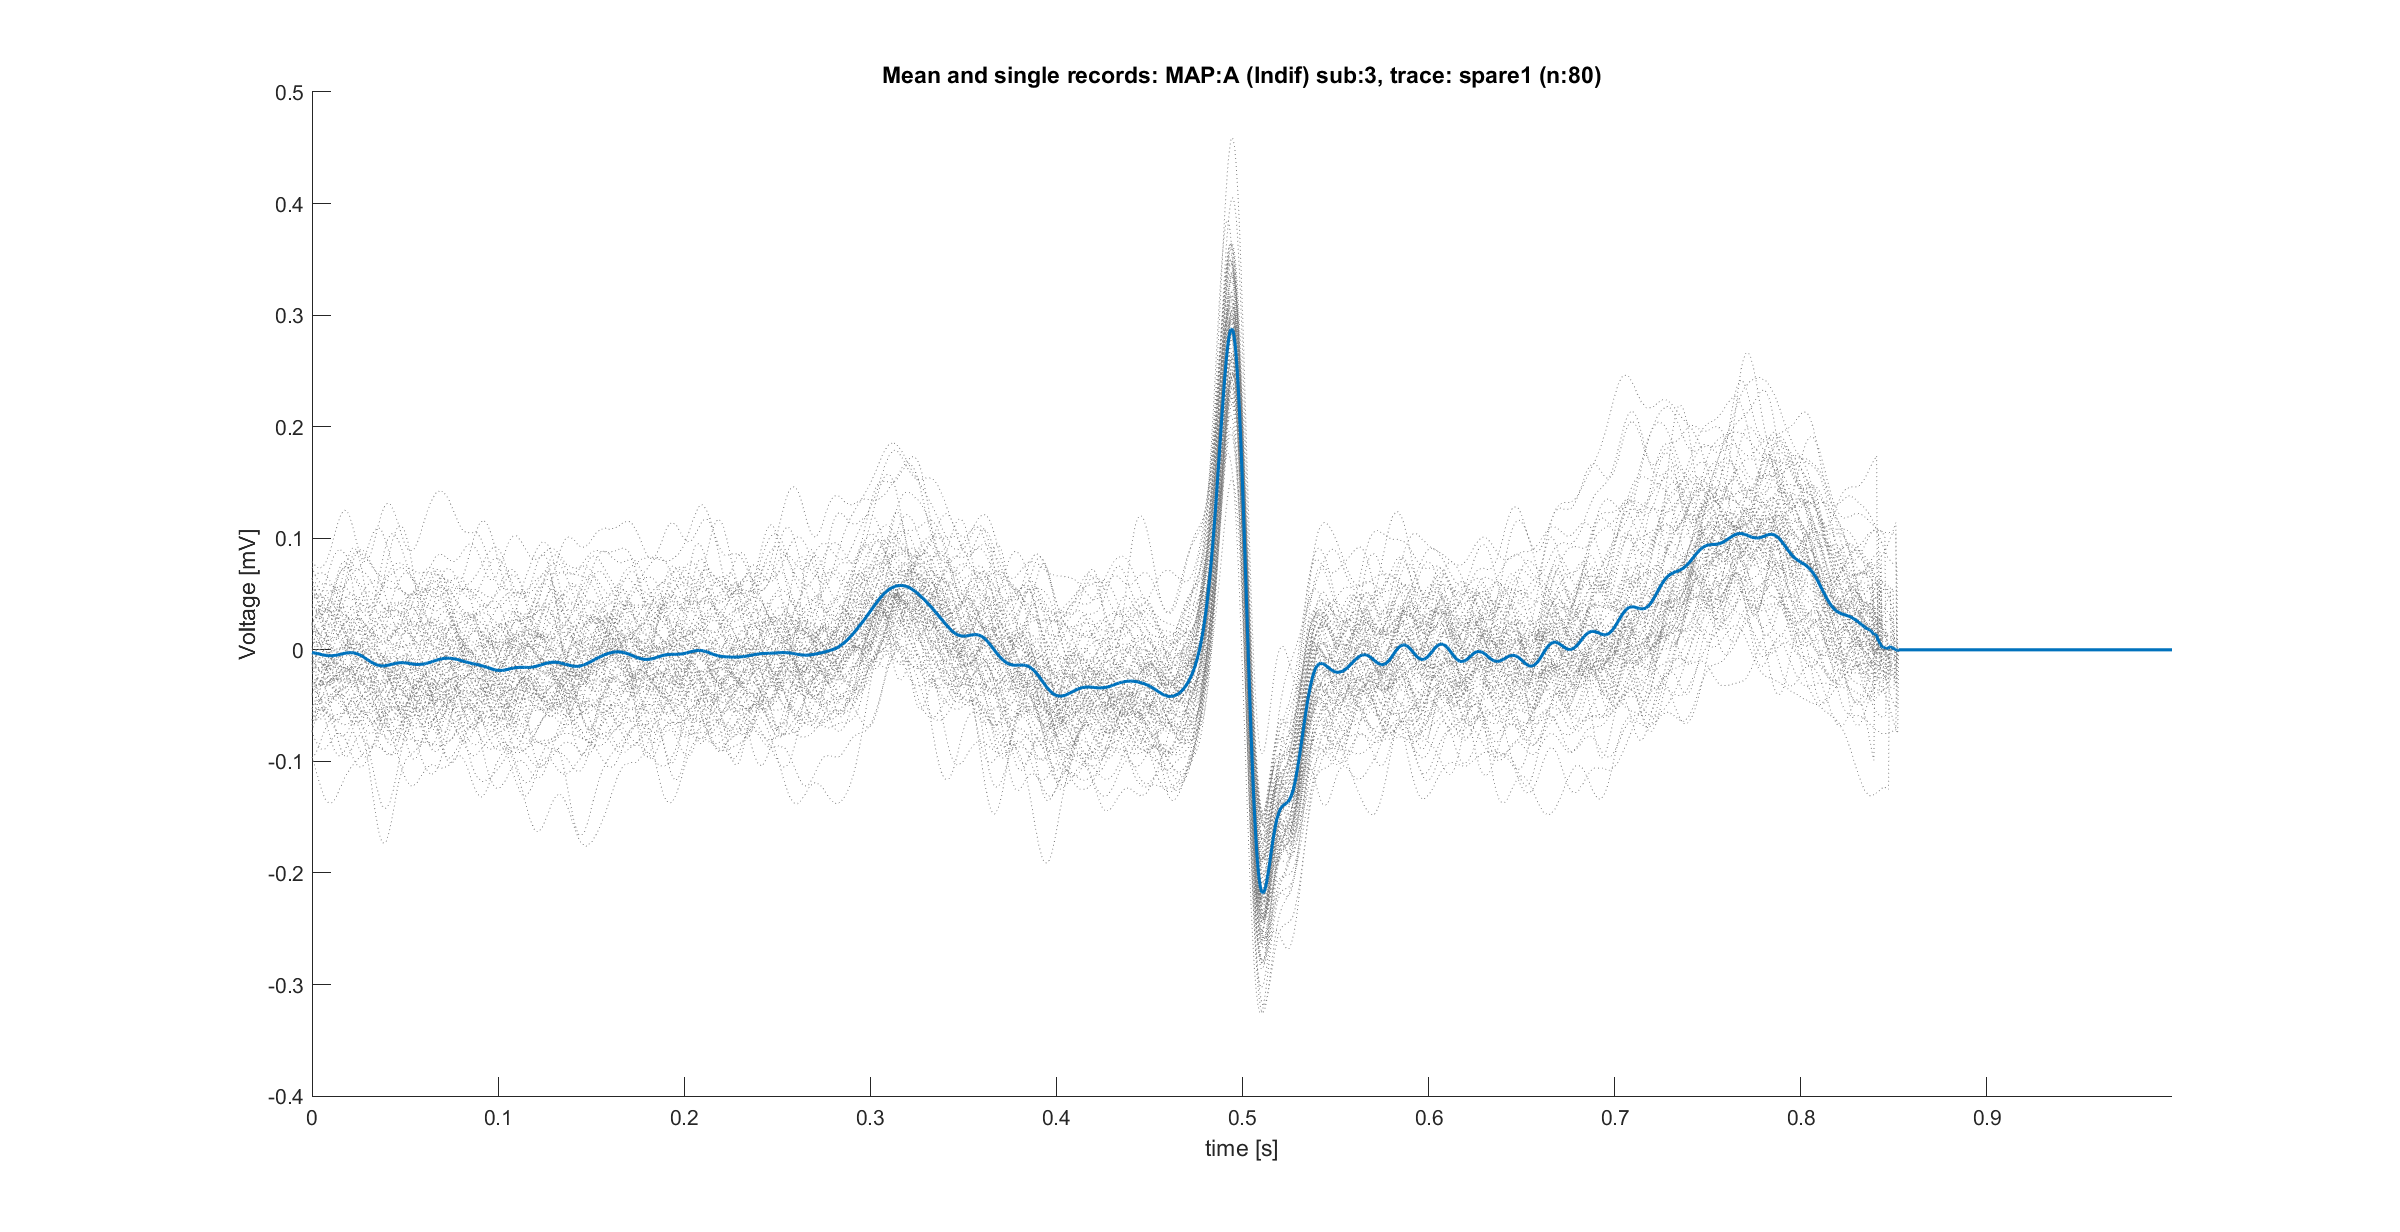 Mean and single records: MAP:A (Indif) sub:3, trace: spare1 (n:80)
0.5
0.4
0.3
0.2
0.1
0
-0.1
-0.2
-0.3
-0.4
Voltage [mV]
0 0.1 0.2 0.3 0.4 0.5 0.6 0.7 0.8 0.9
time [s]